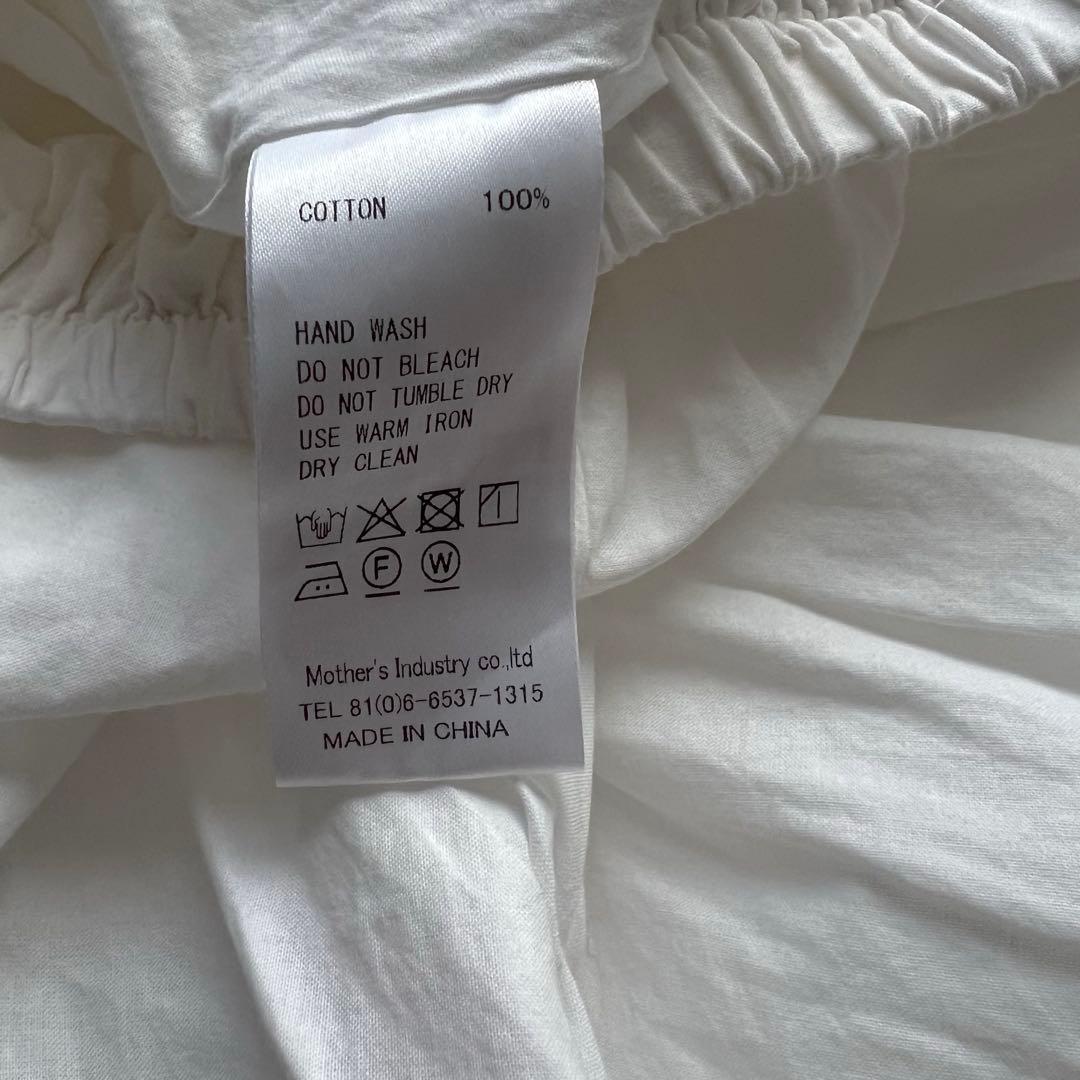 COTTON 100%
HAND WASH
DO NOT BLEACH
DO NOT TUMBLE DRY
USE WARM IRON
DRY CLEAN
F W
Mother's Industry co.,ltd
TEL 81(0)6-6537-1315
MADE IN CHINA